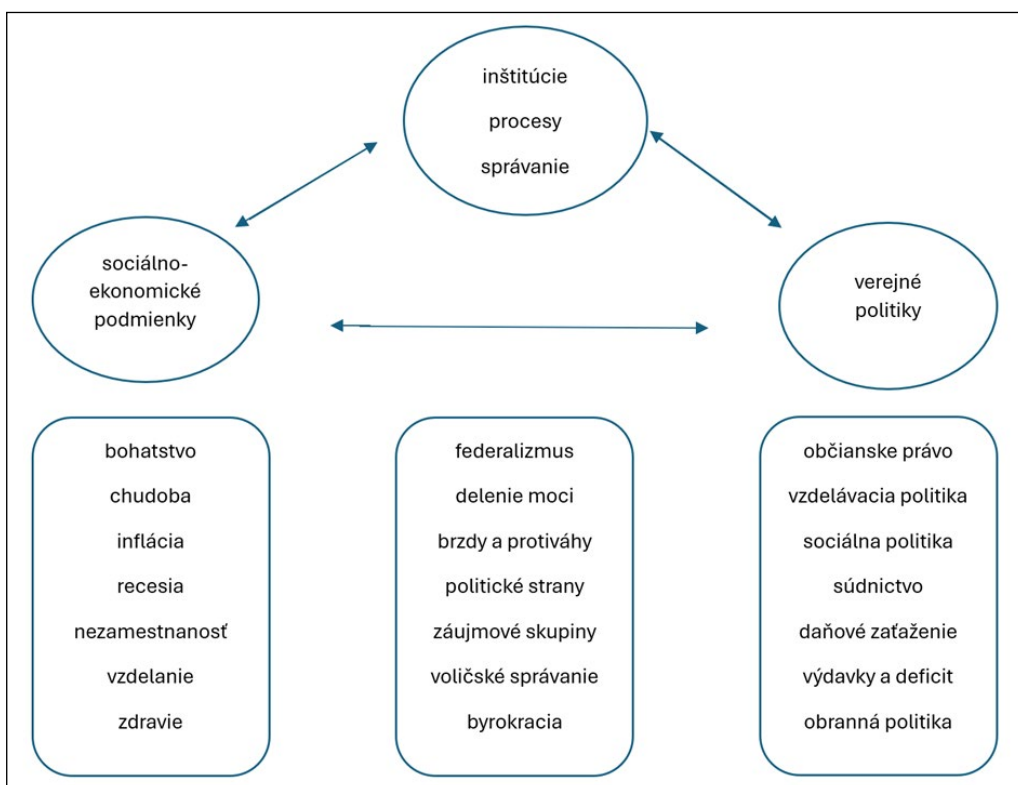 inštitúcie
procesy
správanie
sociálno-
ekonomické
podmienky
verejné
politiky
bohatstvo
chudoba
inflácia
recesia
nezamestnanosť
vzdelanie
zdravie
federalizmus
delenie moci
brzdy a protiváhy
politické strany
záujmové skupiny
voličské správanie
byrokracia
občianske právo
vzdelávacia politika
sociálna politika
súdnictvo
daňové zaťaženie
výdavky a deficit
obranná politika